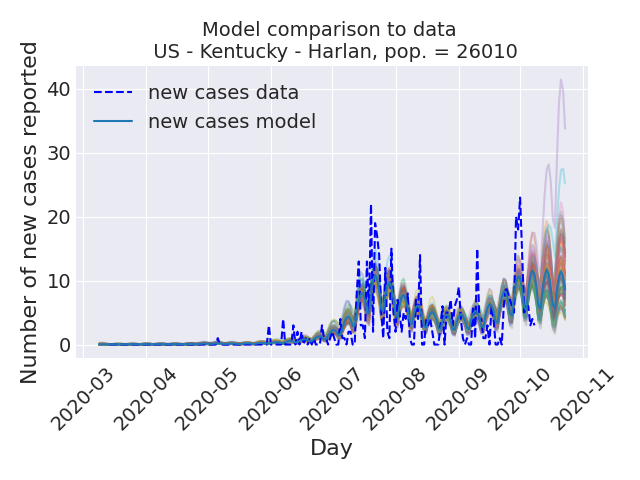 Model comparison to data
US - Kentucky - Harlan, pop. = 26010
Number of new cases reported
40
30
20
10
0
new cases data
new cases model
2020-03
2020-04
2020-05
2020-06
2020-07
2020-08
2020-09
2020-10
2020-11
Day